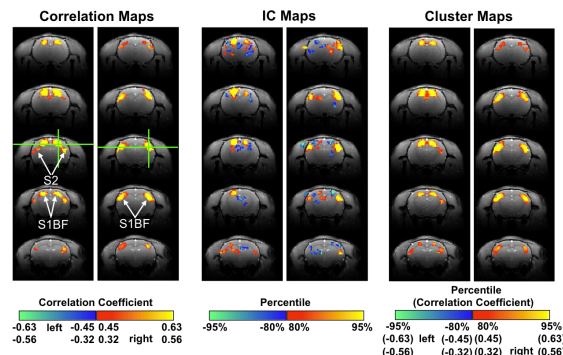 Correlation Maps
IC Maps
Cluster Maps
S2
S1BF
S1BF
Correlation Coefficient
-0.63 left -0.45 0.45 0.63
-0.56 -0.32 0.32 right 0.56
Percentile
-95% -80% 80% 95%
Percentile
(Correlation Coefficient)
-95% -80% 80% 95%
(-0.63) left (-0.45) (0.45) (0.63)
(-0.56) (-0.32) (0.32) right (0.56)